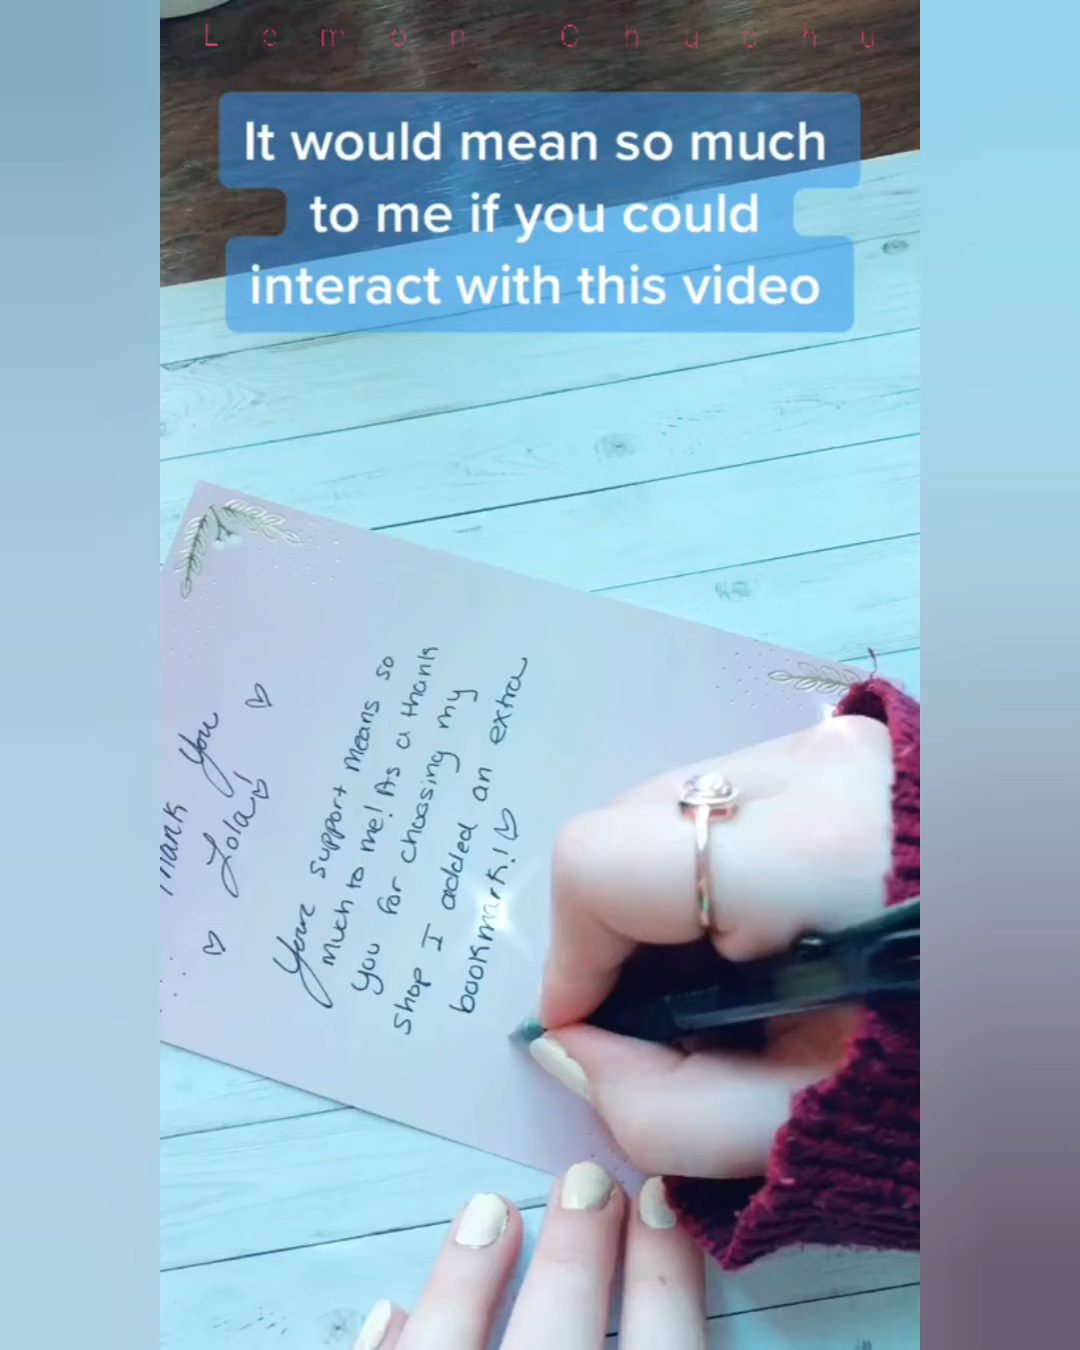 Lemon Chuchu
It would mean so much
to me if you could
interact with this video
Thank You
Lola!
Your support means so
much to me! As a thank
you for choosing my
shop I added an extra
bookmark!